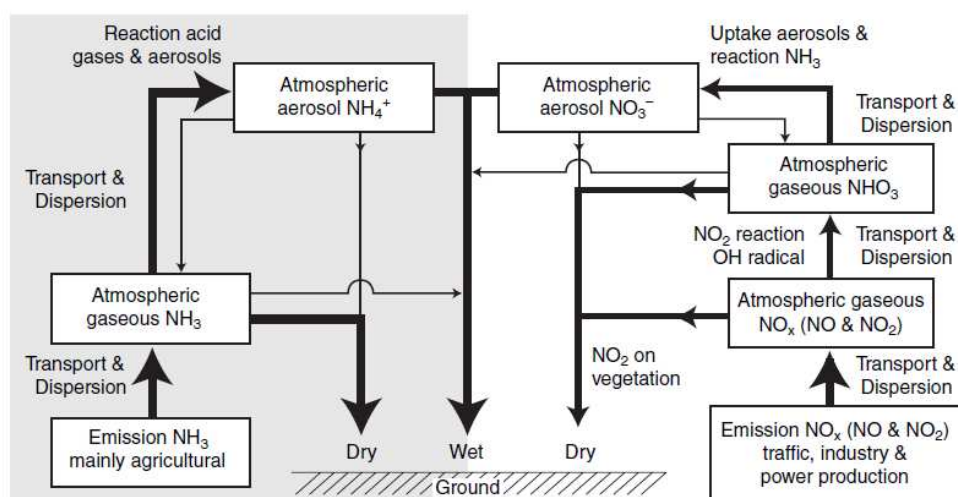 Reaction acid
gases & aerosols
Uptake aerosols &
reaction NH₃
Atmospheric
aerosol NH₄⁺
Atmospheric
aerosol NO₃⁻
Transport &
Dispersion
Transport &
Dispersion
Atmospheric
gaseous NHO₃
NO₂ reaction
OH radical
Transport &
Dispersion
Atmospheric
gaseous NH₃
Atmospheric gaseous
NOₓ (NO & NO₂)
Transport &
Dispersion
NO₂ on
vegetation
Transport &
Dispersion
Emission NH₃
mainly agricultural
Dry
Wet
Dry
Emission NOₓ (NO & NO₂)
traffic, industry &
power production
Ground